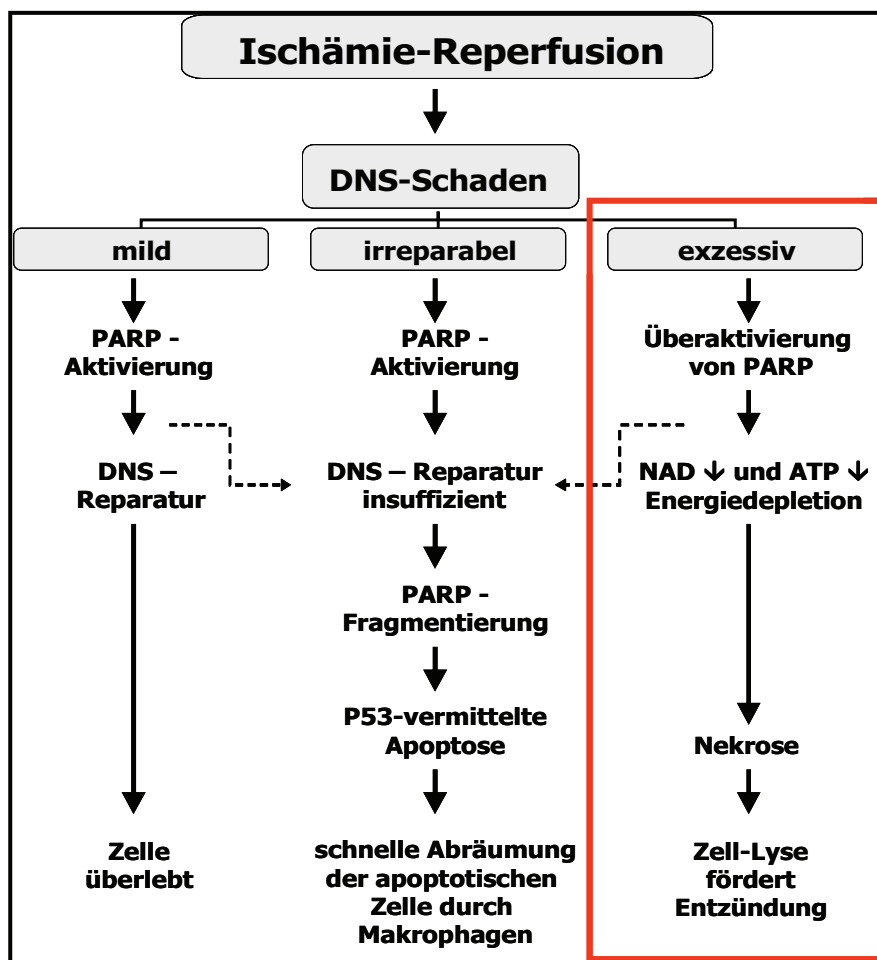 Ischämie-Reperfusion
DNS-Schaden
mild
irreparabel
exzessiv
PARP -
Aktivierung
PARP -
Aktivierung
Überaktivierung
von PARP
DNS –
Reparatur
DNS – Reparatur
insuffizient
NAD ↓ und ATP ↓
Energiedepletion
PARP -
Fragmentierung
P53-vermittelte
Apoptose
Nekrose
Zelle
überlebt
schnelle Abräumung
der apoptotischen
Zelle durch
Makrophagen
Zell-Lyse
fördert
Entzündung